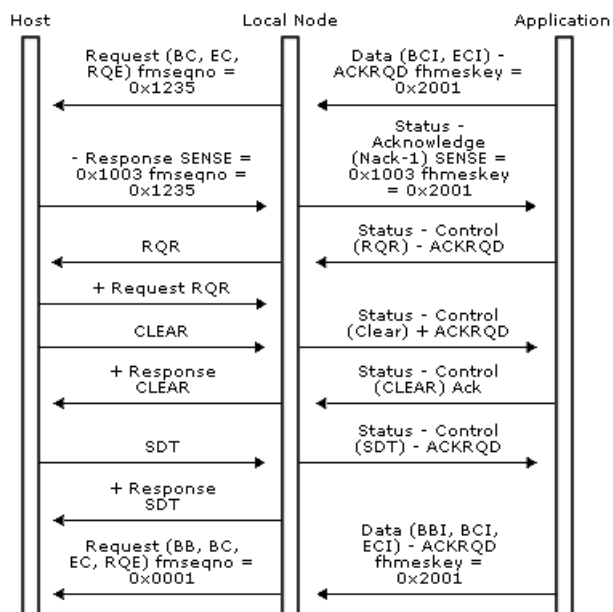 Host
Local Node
Application
Request (BC, EC,
RQE) fmseqno =
0x1235
Data (BCI, ECI) -
ACKRQD fhmeskey =
0x2001
- Response SENSE =
0x1003 fmseqno =
0x1235
Status -
Acknowledge
(Nack-1) SENSE =
0x1003 fhmeskey
= 0x2001
RQR
Status - Control
(RQR) - ACKRQD
+ Request RQR
CLEAR
Status - Control
(Clear) + ACKRQD
+ Response
CLEAR
Status - Control
(CLEAR) Ack
SDT
Status - Control
(SDT) - ACKRQD
+ Response
SDT
Request (BB, BC,
EC, RQE) fmseqno =
0x0001
Data (BBI, BCI,
ECI) - ACKRQD
fhmeskey =
0x2001